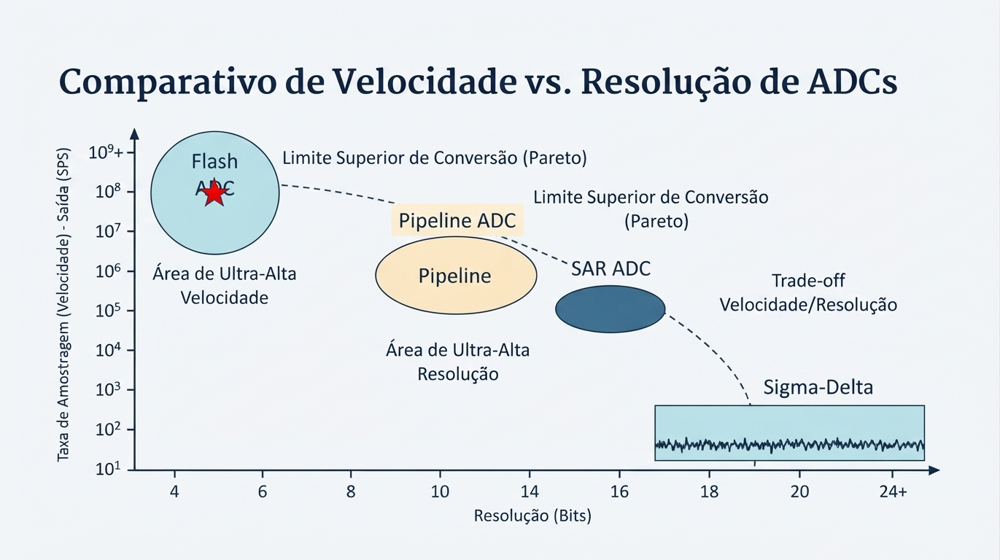 Comparativo de Velocidade vs. Resolução de ADCs
Taxa de Amostragem (Velocidade) - Saída (SPS)
10⁹+
10⁸
10⁷
10⁶
10⁵
10⁴
10³
10²
10¹
Flash
ADC
Limite Superior de Conversão (Pareto)
Limite Superior de Conversão
(Pareto)
Pipeline ADC
Pipeline
SAR ADC
Área de Ultra-Alta
Velocidade
Trade-off
Velocidade/Resolução
Área de Ultra-Alta
Resolução
Sigma-Delta
4 6 8 10 14 16 18 20 24+
Resolução (Bits)